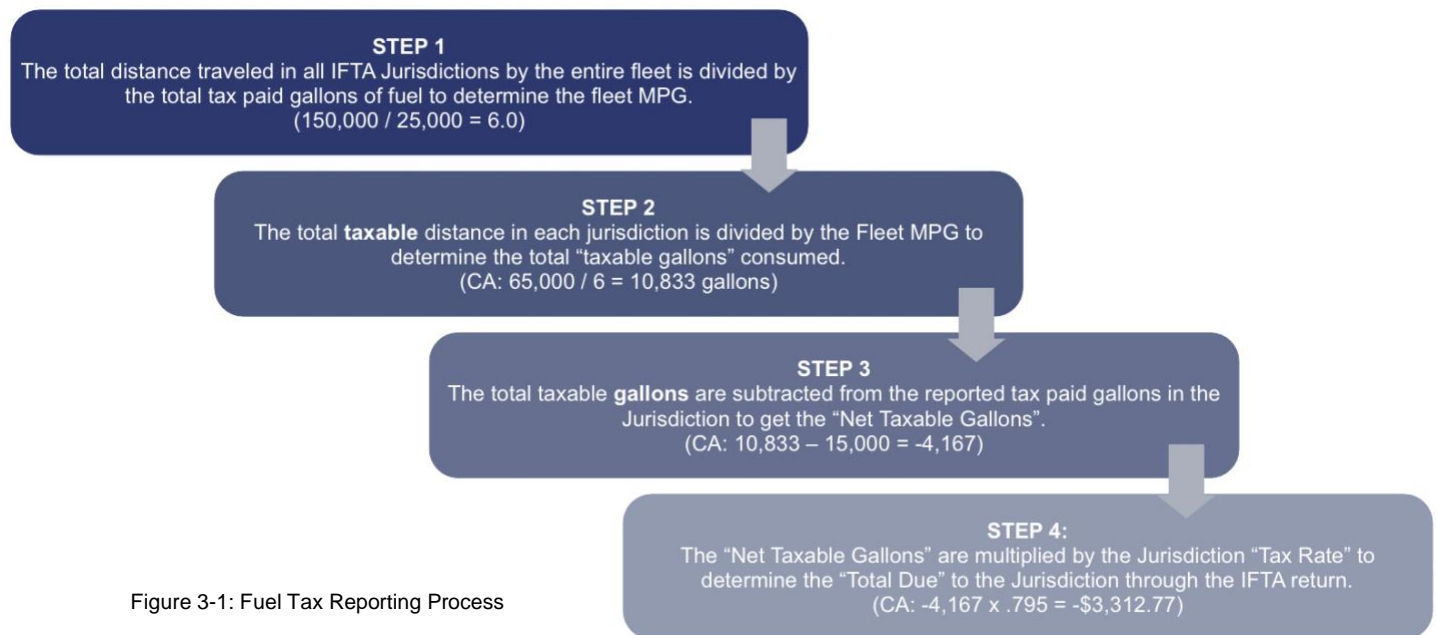 STEP 1
The total distance traveled in all IFTA Jurisdictions by the entire fleet is divided by
the total tax paid gallons of fuel to determine the fleet MPG.
(150,000 / 25,000 = 6.0)
STEP 2
The total taxable distance in each jurisdiction is divided by the Fleet MPG to
determine the total “taxable gallons” consumed.
(CA: 65,000 / 6 = 10,833 gallons)
STEP 3
The total taxable gallons are subtracted from the reported tax paid gallons in the
Jurisdiction to get the “Net Taxable Gallons”.
(CA: 10,833 – 15,000 = -4,167)
STEP 4:
The “Net Taxable Gallons” are multiplied by the Jurisdiction “Tax Rate” to
determine the “Total Due” to the Jurisdiction through the IFTA return.
(CA: -4,167 x .795 = -$3,312.77)
Figure 3-1: Fuel Tax Reporting Process